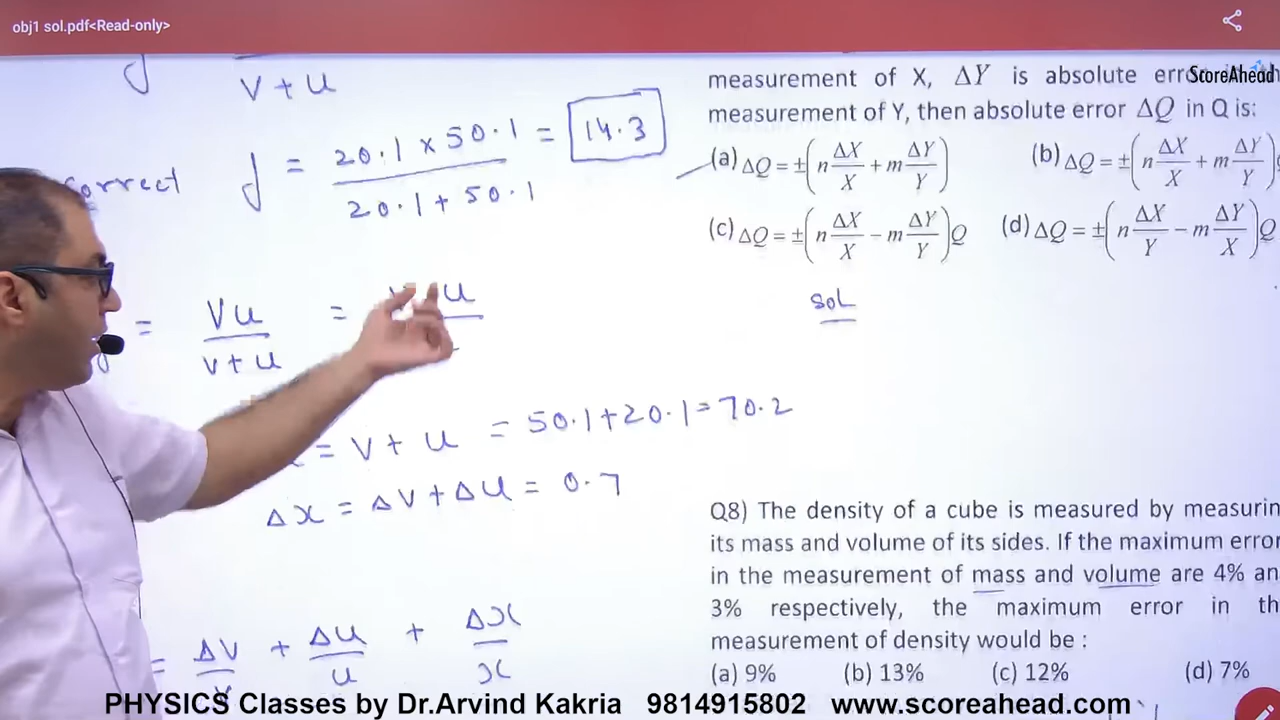 obj1 sol.pdf<Read-only>
ScoreAhead
f
v + u
Correct f = 20.1 x 50.1 / 20.1 + 50.1 = 14.3
= vu / v + u = u
= v + u = 50.1 + 20.1 = 70.2
Δx = Δv + Δu = 0.7
= Δv + Δu / u + Δx / x
measurement of X, ΔY is absolute
measurement of Y, then absolute error ΔQ in Q is:
(a) ΔQ = ±(n ΔX/X + m ΔY/Y) (b) ΔQ = ±(n ΔX/X + m ΔY/Y)
(c) ΔQ = ±(n ΔX/X − m ΔY/Y)Q (d) ΔQ = ±(n ΔX/Y − m ΔY/X)Q
Sol
Q8) The density of a cube is measured by
its mass and volume of its sides. If the maximum error
in the measurement of mass and volume are 4%
3% respectively, the maximum error in
measurement of density would be :
(a) 9% (b) 13% (c) 12% (d) 7%
PHYSICS Classes by Dr.Arvind Kakria 9814915802 www.scoreahead.com